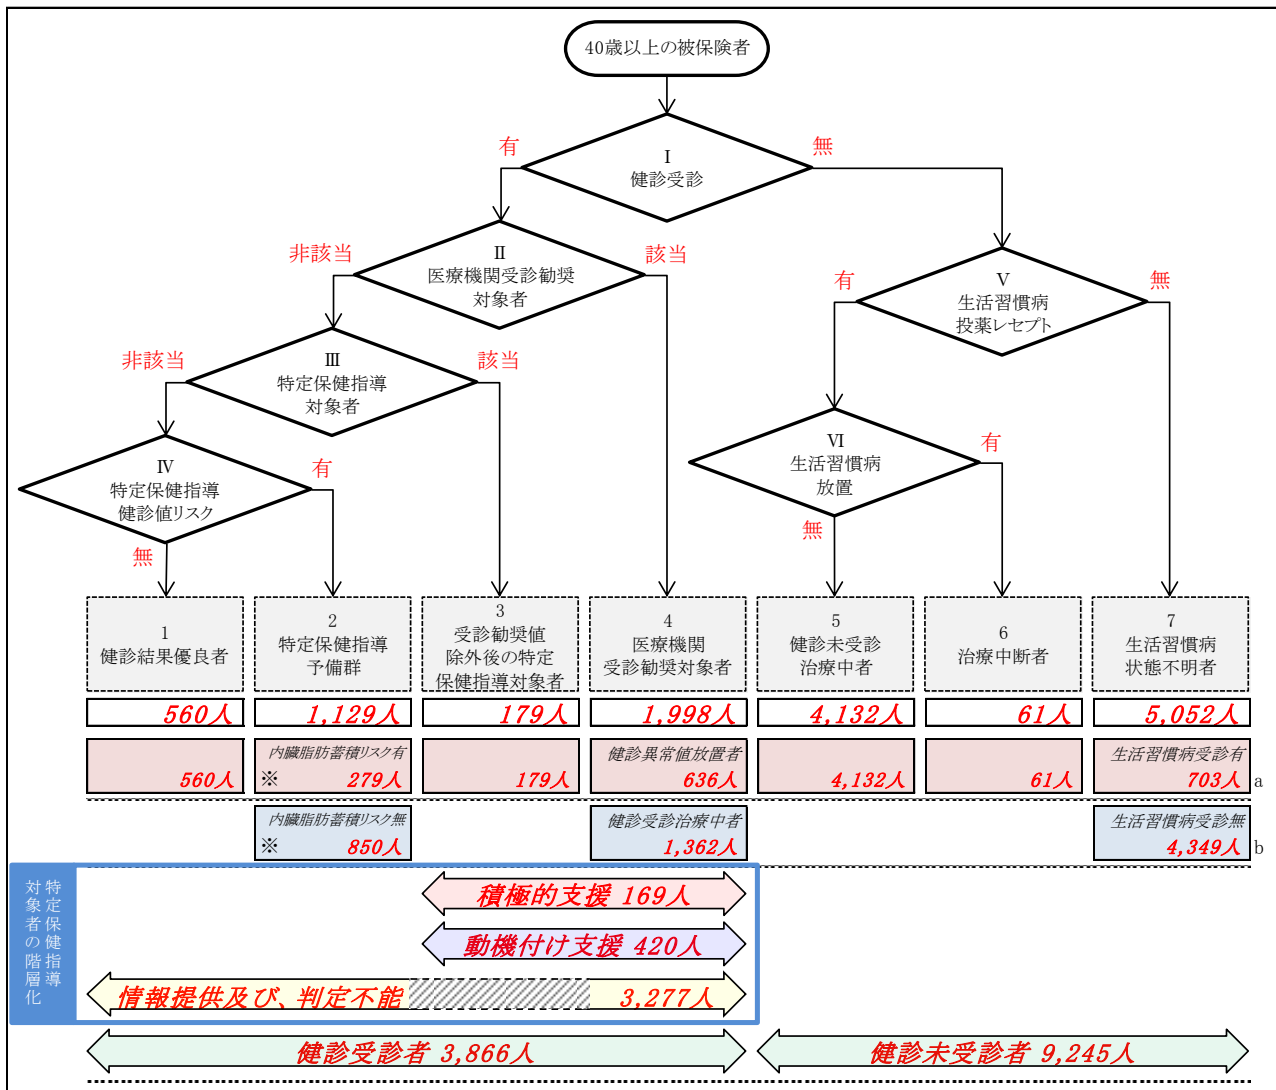 40歳以上の被保険者
Ⅰ
健診受診
有
無
Ⅱ
医療機関受診勧奨
対象者
非該当
該当
Ⅴ
生活習慣病
投薬レセプト
有
無
Ⅲ
特定保健指導
対象者
非該当
該当
Ⅵ
生活習慣病
放置
有
無
Ⅳ
特定保健指導
健診値リスク
有
無
1
健診結果優良者
2
特定保健指導
予備群
3
受診勧奨値
除外後の特定
保健指導対象者
4
医療機関
受診勧奨対象者
5
健診未受診
治療中者
6
治療中断者
7
生活習慣病
状態不明者
560人
1,129人
179人
1,998人
4,132人
61人
5,052人
560人
内臓脂肪蓄積リスク有
※ 279人
179人
健診異常値放置者
636人
4,132人
61人
生活習慣病受診有
703人
a
内臓脂肪蓄積リスク無
※ 850人
健診受診治療中者
1,362人
生活習慣病受診無
4,349人
b
特定保健指導
対象者の階層化
積極的支援 169人
動機付け支援 420人
情報提供及び、判定不能 3,277人
健診受診者 3,866人
健診未受診者 9,245人